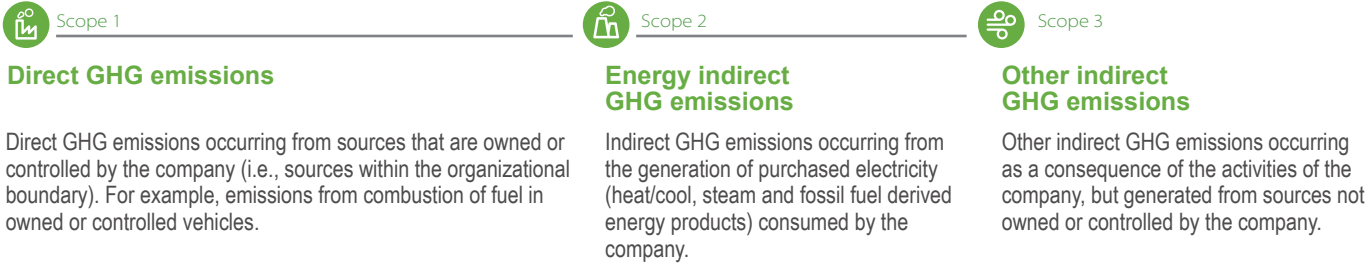 Scope 1
Direct GHG emissions
Direct GHG emissions occurring from sources that are owned or
controlled by the company (i.e., sources within the organizational
boundary). For example, emissions from combustion of fuel in
owned or controlled vehicles.
Scope 2
Energy indirect
GHG emissions
Indirect GHG emissions occurring from
the generation of purchased electricity
(heat/cool, steam and fossil fuel derived
energy products) consumed by the
company.
Scope 3
Other indirect
GHG emissions
Other indirect GHG emissions occurring
as a consequence of the activities of the
company, but generated from sources not
owned or controlled by the company.